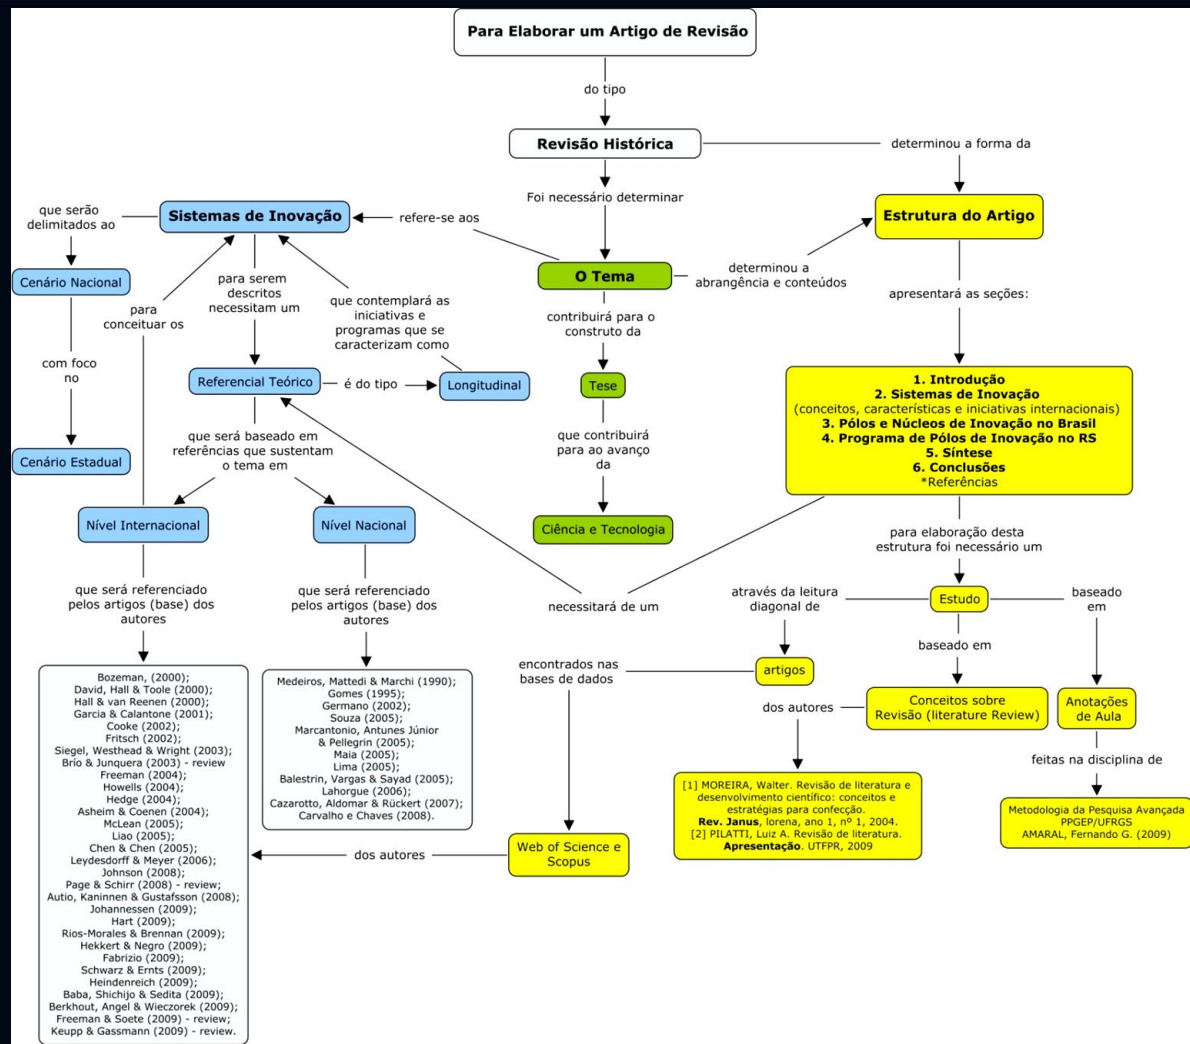 Para Elaborar um Artigo de Revisão
do tipo
Revisão Histórica
determinou a forma da
Foi necessário determinar
que serão
delimitados ao
Sistemas de Inovação
refere-se aos
Estrutura do Artigo
Cenário Nacional
para serem
descritos
necessitam um
O Tema
determinou a
abrangência e conteúdos
apresentará as seções:
para
conceituar os
que contemplará as
iniciativas e
programas que se
caracterizam como
contribuirá para o
construto da
com foco
no
Referencial Teórico
é do tipo
Longitudinal
Tese
1. Introdução
2. Sistemas de Inovação
(conceitos, características e iniciativas internacionais)
3. Pólos e Núcleos de Inovação no Brasil
4. Programa de Pólos de Inovação no RS
5. Síntese
6. Conclusões
*Referências
Cenário Estadual
que será baseado em
referências que sustentam
o tema em
que contribuirá
para ao avanço
da
Nível Internacional
Nível Nacional
Ciência e Tecnologia
para elaboração desta
estrutura foi necessário um
que será referenciado
pelos artigos (base) dos
autores
que será referenciado
pelos artigos (base) dos
autores
necessitará de um
através da leitura
diagonal de
Estudo
baseado
em
baseado em
encontrados nas
bases de dados
artigos
Conceitos sobre
Revisão (literature Review)
Anotações
de Aula
dos autores
feitas na disciplina de
Bozeman, (2000);
David, Hall & Toole (2000);
Hall & van Reenen (2000);
Garcia & Calantone (2001);
Cooke (2002);
Fritsch (2002);
Siegel, Westhead & Wright (2003);
Brío & Junquera (2003) - review
Freeman (2004);
Howells (2004);
Hedge (2004);
Asheim & Coenen (2004);
McLean (2005);
Liao (2005);
Chen & Chen (2005);
Leydesdorff & Meyer (2006);
Johnson (2008);
Page & Schirr (2008) - review;
Autio, Kaninnen & Gustafsson (2008);
Johannessen (2009);
Hart (2009);
Rios-Morales & Brennan (2009);
Hekkert & Negro (2009);
Fabrizio (2009);
Schwarz & Ernts (2009);
Heindenreich (2009);
Baba, Shichijo & Sedita (2009);
Berkhout, Angel & Wieczorek (2009);
Freeman & Soete (2009) - review;
Keupp & Gassmann (2009) - review.
Medeiros, Mattedi & Marchi (1990);
Gomes (1995);
Germano (2002);
Souza (2005);
Marcantonio, Antunes Júnior
& Pellegrin (2005);
Maia (2005);
Lima (2005);
Balestrin, Vargas & Sayad (2005);
Lahorgue (2006);
Cazarotto, Aldomar & Rückert (2007);
Carvalho e Chaves (2008).
dos autores
Web of Science e
Scopus
[1] MOREIRA, Walter. Revisão de literatura e
desenvolvimento científico: conceitos e
estratégias para confecção.
Rev. Janus, lorena, ano 1, nº 1, 2004.
[2] PILATTI, Luiz A. Revisão de literatura.
Apresentação. UTFPR, 2009
Metodologia da Pesquisa Avançada
PPGEP/UFRGS
AMARAL, Fernando G. (2009)